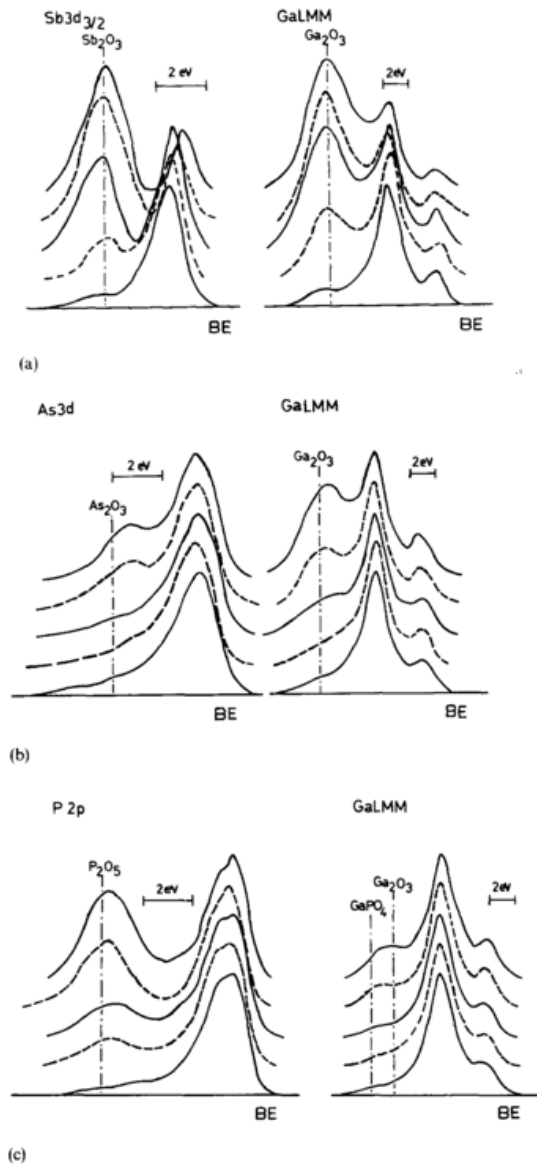 Sb3d3/2
GaLMM
Sb2O3
Ga2O3
2 eV
2eV
BE
BE
(a)
As3d
GaLMM
2 eV
Ga2O3
2eV
As2O3
BE
BE
(b)
P 2p
GaLMM
P2O5
Ga2O3
2eV
GaPO4
2eV
BE
BE
(c)